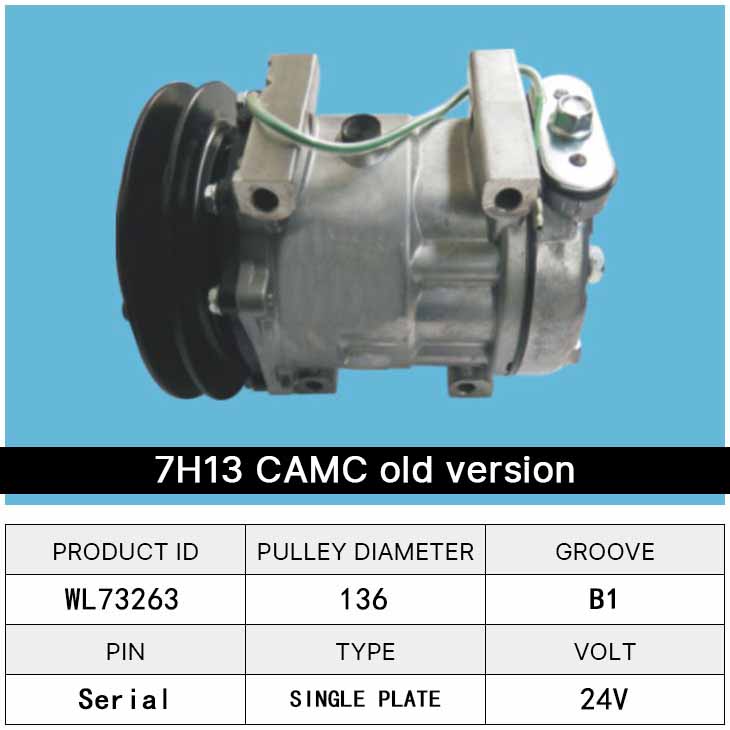 7H13 CAMC old version
PRODUCT ID PULLEY DIAMETER GROOVE
WL73263 136 B1
PIN TYPE VOLT
Serial SINGLE PLATE 24V